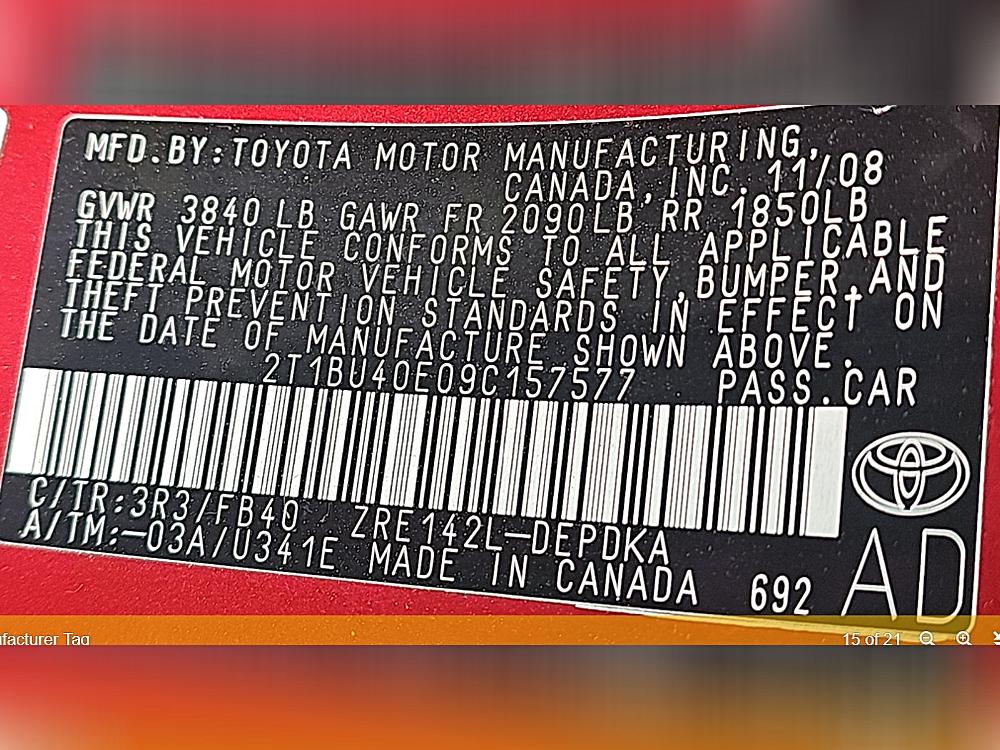 MFD.BY:TOYOTA MOTOR MANUFACTURING,
CANADA, INC. 11/08
GVWR 3840 LB GAWR FR 2090LB RR 1850LB
THIS VEHICLE CONFORMS TO ALL APPLICABLE
FEDERAL MOTOR VEHICLE SAFETY,BUMPER,AND
THEFT PREVENTION STANDARDS IN EFFECT ON
THE DATE OF MANUFACTURE SHOWN ABOVE.
2T1BU40E09C157577 PASS.CAR
C/TR:3R3/FB40 ZRE142L-DEPDKA
A/TM:-03A/U341E MADE IN CANADA 692 AD
facturer Tag 15 of 21